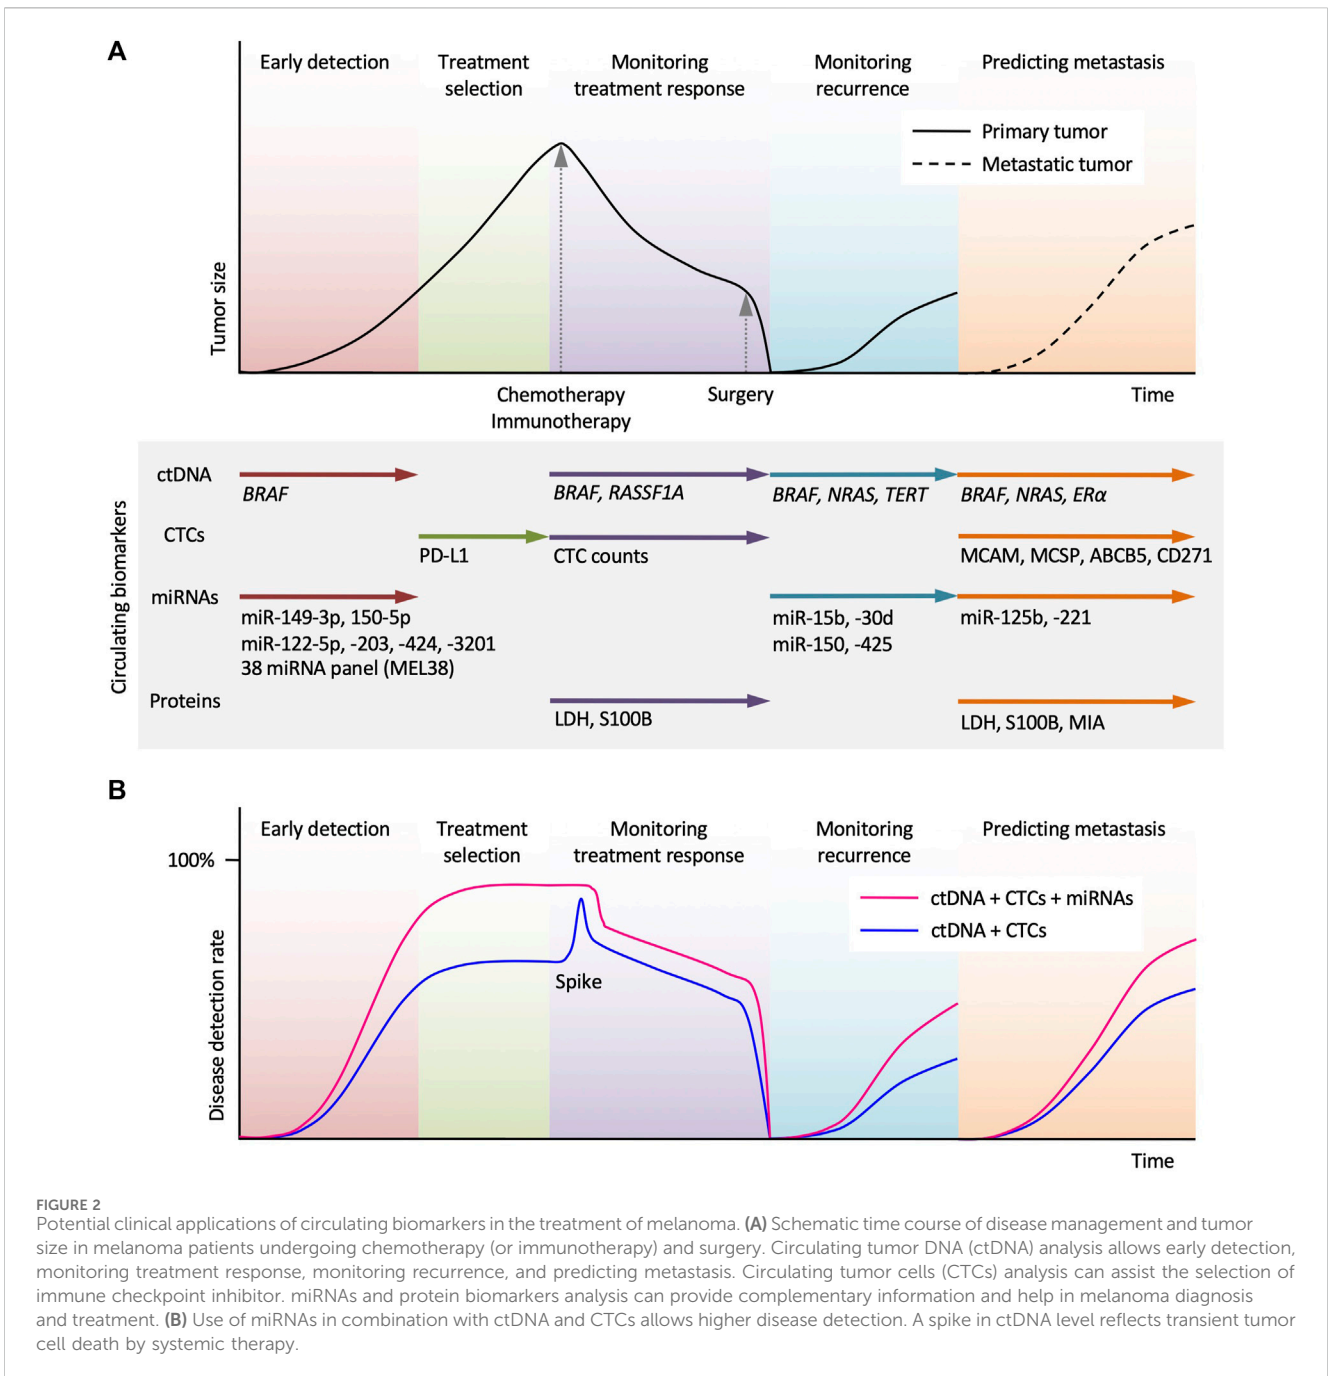 A
Early detection
Treatment
selection
Monitoring
treatment response
Monitoring
recurrence
Predicting metastasis
Primary tumor
Metastatic tumor
Tumor size
Chemotherapy
Immunotherapy
Surgery
Time
Circulating biomarkers
ctDNA
BRAF
BRAF, RASSF1A
BRAF, NRAS, TERT
BRAF, NRAS, ERα
CTCs
PD-L1
CTC counts
MCAM, MCSP, ABCB5, CD271
miRNAs
miR-149-3p, 150-5p
miR-122-5p, -203, -424, -3201
38 miRNA panel (MEL38)
miR-15b, -30d
miR-150, -425
miR-125b, -221
Proteins
LDH, S100B
LDH, S100B, MIA
B
Early detection
Treatment
selection
Monitoring
treatment response
Monitoring
recurrence
Predicting metastasis
100%
ctDNA + CTCs + miRNAs
ctDNA + CTCs
Spike
Disease detection rate
Time
FIGURE 2
Potential clinical applications of circulating biomarkers in the treatment of melanoma. (A) Schematic time course of disease management and tumor
size in melanoma patients undergoing chemotherapy (or immunotherapy) and surgery. Circulating tumor DNA (ctDNA) analysis allows early detection,
monitoring treatment response, monitoring recurrence, and predicting metastasis. Circulating tumor cells (CTCs) analysis can assist the selection of
immune checkpoint inhibitor. miRNAs and protein biomarkers analysis can provide complementary information and help in melanoma diagnosis
and treatment. (B) Use of miRNAs in combination with ctDNA and CTCs allows higher disease detection. A spike in ctDNA level reflects transient tumor
cell death by systemic therapy.